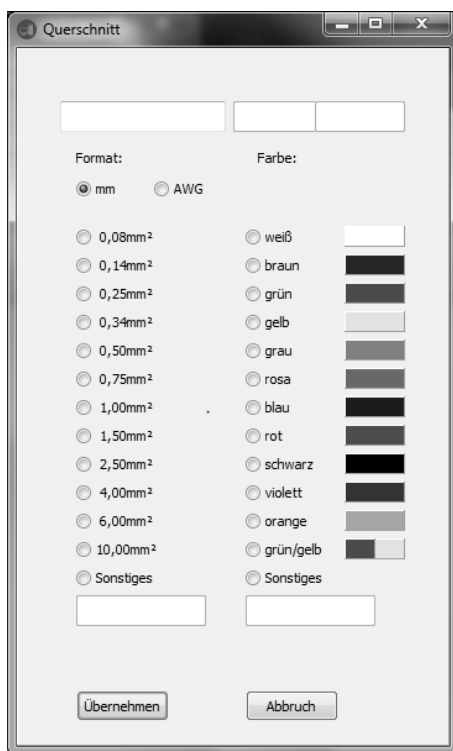 Querschnitt
Format: Farbe:
mm AWG
0,08mm² weiß
0,14mm² braun
0,25mm² grün
0,34mm² gelb
0,50mm² grau
0,75mm² rosa
1,00mm² blau
1,50mm² rot
2,50mm² schwarz
4,00mm² violett
6,00mm² orange
10,00mm² grün/gelb
Sonstiges Sonstiges
Übernehmen Abbruch